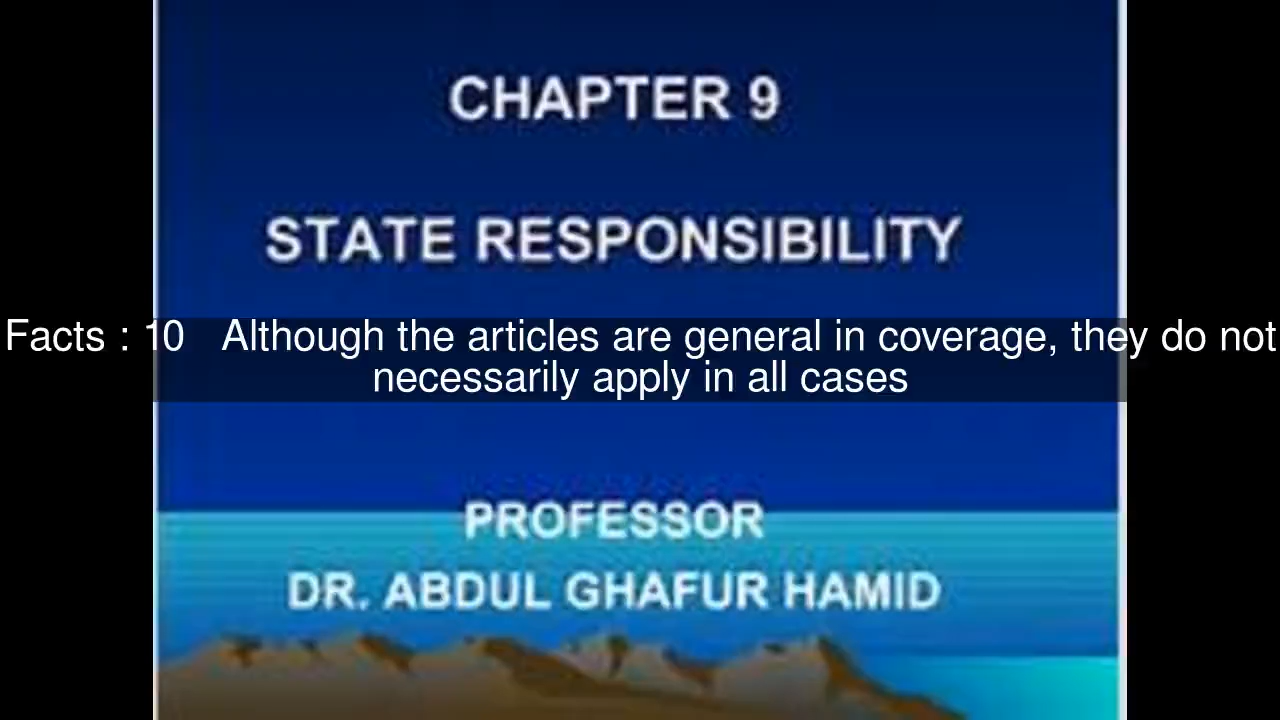 CHAPTER 9
STATE RESPONSIBILITY
Facts : 10   Although the articles are general in coverage, they do not
necessarily apply in all cases
PROFESSOR
DR. ABDUL GHAFUR HAMID